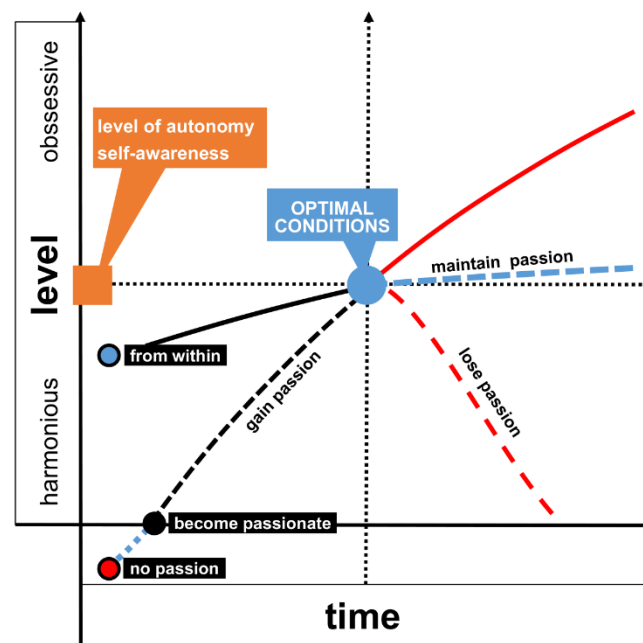 obssessive
level of autonomy
self-awareness
OPTIMAL
CONDITIONS
level
maintain passion
from within
gain passion
lose passion
harmonious
become passionate
no passion
time